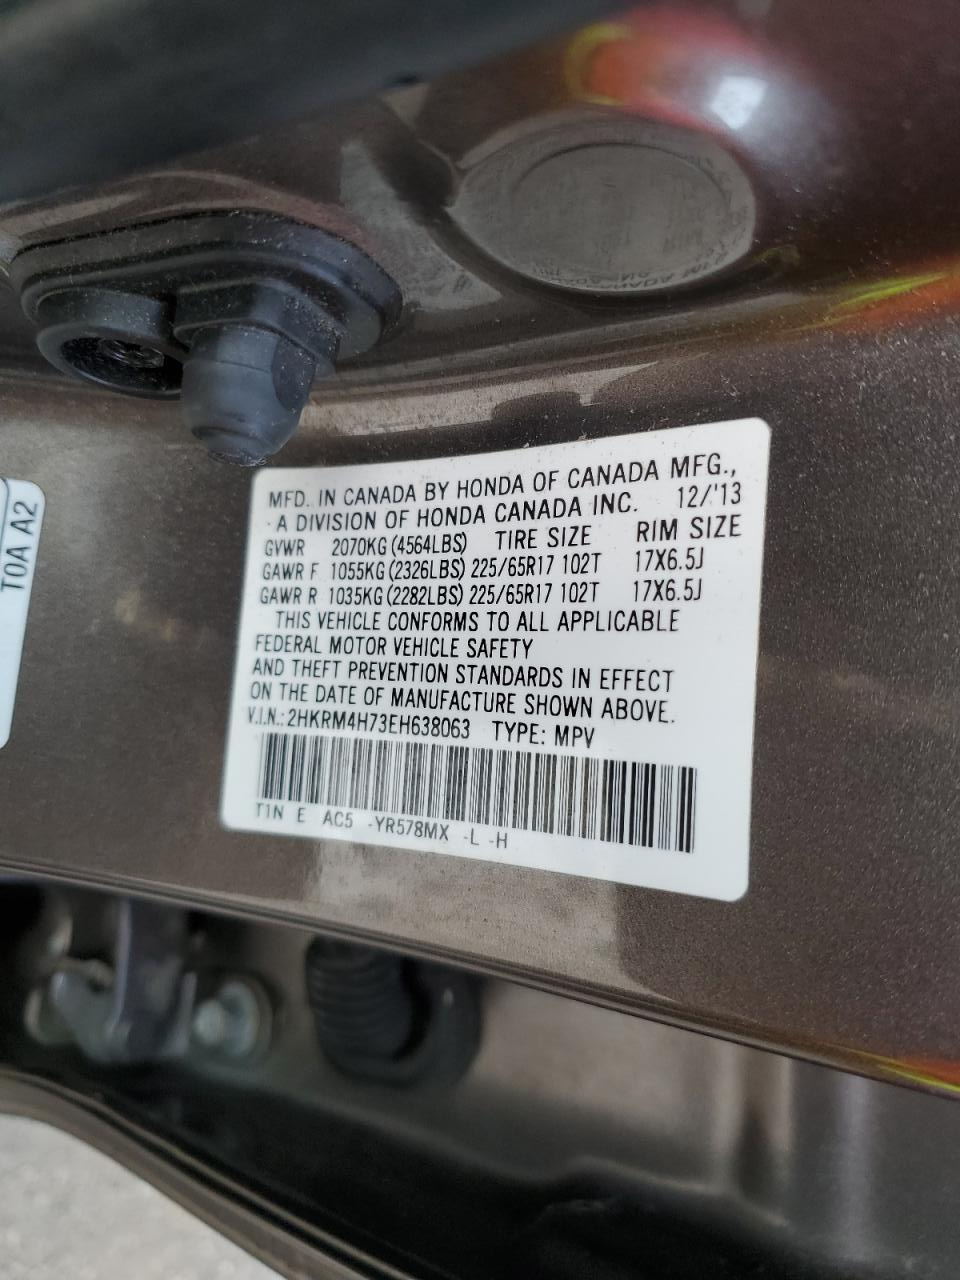 MFD. IN CANADA BY HONDA OF CANADA MFG.,
A DIVISION OF HONDA CANADA INC. 12/'13
GVWR 2070KG (4564LBS) TIRE SIZE RIM SIZE
GAWR F 1055KG (2326LBS) 225/65R17 102T 17X6.5J
GAWR R 1035KG (2282LBS) 225/65R17 102T 17X6.5J
THIS VEHICLE CONFORMS TO ALL APPLICABLE
FEDERAL MOTOR VEHICLE SAFETY
AND THEFT PREVENTION STANDARDS IN EFFECT
ON THE DATE OF MANUFACTURE SHOWN ABOVE.
V.I.N.: 2HKRM4H73EH638063 TYPE: MPV
T1N E AC5 -YR578MX -L -H
T0A A2